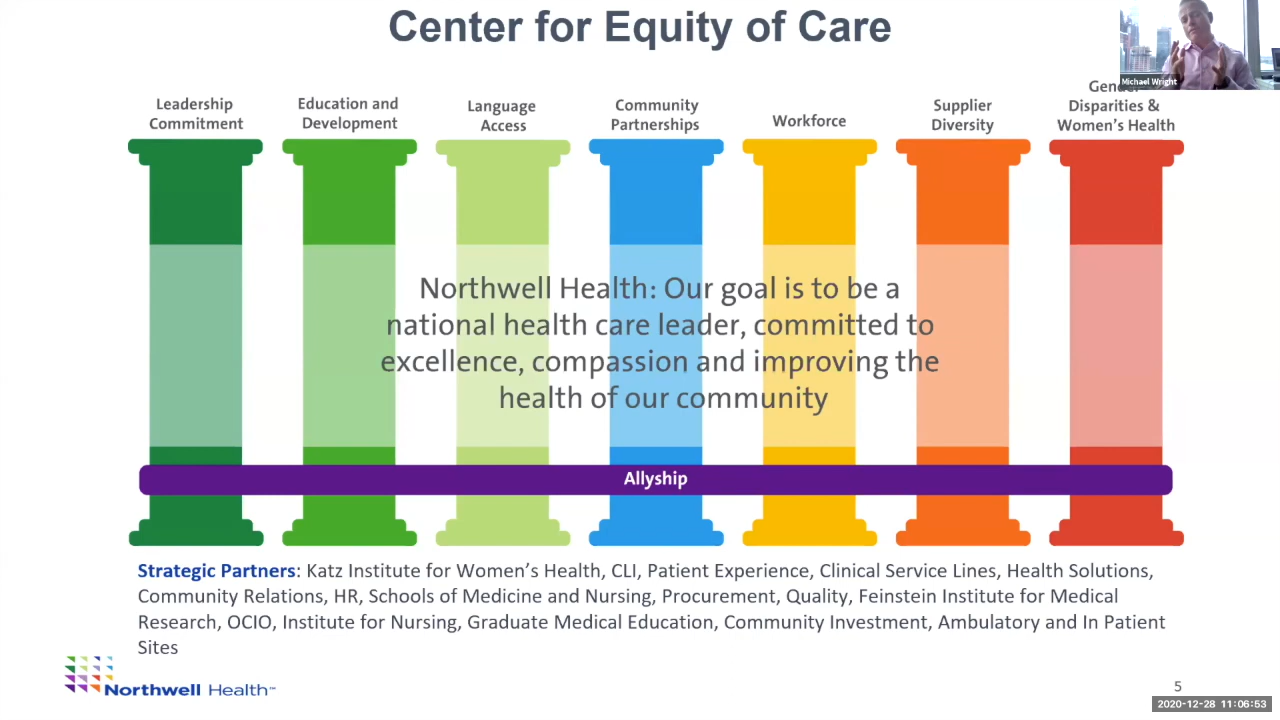 Center for Equity of Care
Michael Wright
Leadership
Commitment
Education and
Development
Language
Access
Community
Partnerships
Workforce
Supplier
Diversity
Gender
Disparities &
Women's Health
Northwell Health: Our goal is to be a
national health care leader, committed to
excellence, compassion and improving the
health of our community
Allyship
Strategic Partners: Katz Institute for Women's Health, CLI, Patient Experience, Clinical Service Lines, Health Solutions,
Community Relations, HR, Schools of Medicine and Nursing, Procurement, Quality, Feinstein Institute for Medical
Research, OCIO, Institute for Nursing, Graduate Medical Education, Community Investment, Ambulatory and In Patient
Sites
Northwell Health℠
5
2020-12-28 11:06:53